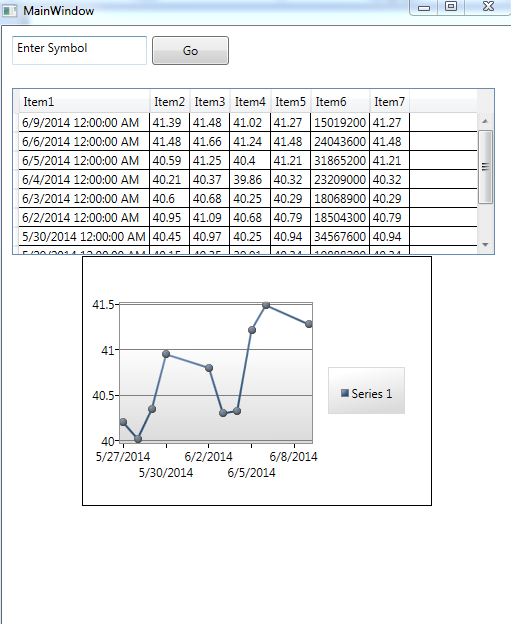 MainWindow
Enter Symbol Go
Item1 Item2 Item3 Item4 Item5 Item6 Item7
6/9/2014 12:00:00 AM 41.39 41.48 41.02 41.27 15019200 41.27
6/6/2014 12:00:00 AM 41.48 41.66 41.24 41.48 24043600 41.48
6/5/2014 12:00:00 AM 40.59 41.25 40.4 41.21 31865200 41.21
6/4/2014 12:00:00 AM 40.21 40.37 39.86 40.32 23209000 40.32
6/3/2014 12:00:00 AM 40.6 40.68 40.25 40.29 18068900 40.29
6/2/2014 12:00:00 AM 40.95 41.09 40.68 40.79 18504300 40.79
5/30/2014 12:00:00 AM 40.45 40.97 40.25 40.94 34567600 40.94
41.5
41
40.5
40
Series 1
5/27/2014 6/2/2014 6/8/2014
5/30/2014 6/5/2014